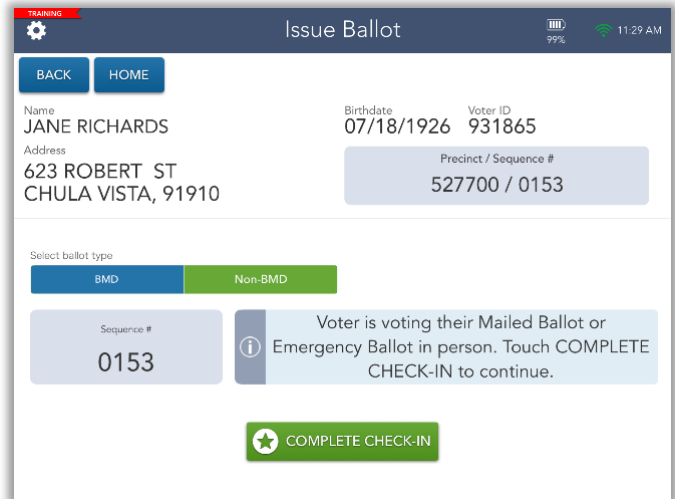 TRAINING
Issue Ballot
99%
11:29 AM
BACK
HOME
Name
JANE RICHARDS
Birthdate
07/18/1926
Voter ID
931865
Address
623 ROBERT ST
CHULA VISTA, 91910
Precinct / Sequence #
527700 / 0153
Select ballot type
BMD
Non-BMD
Sequence #
0153
Voter is voting their Mailed Ballot or
Emergency Ballot in person. Touch COMPLETE
CHECK-IN to continue.
COMPLETE CHECK-IN